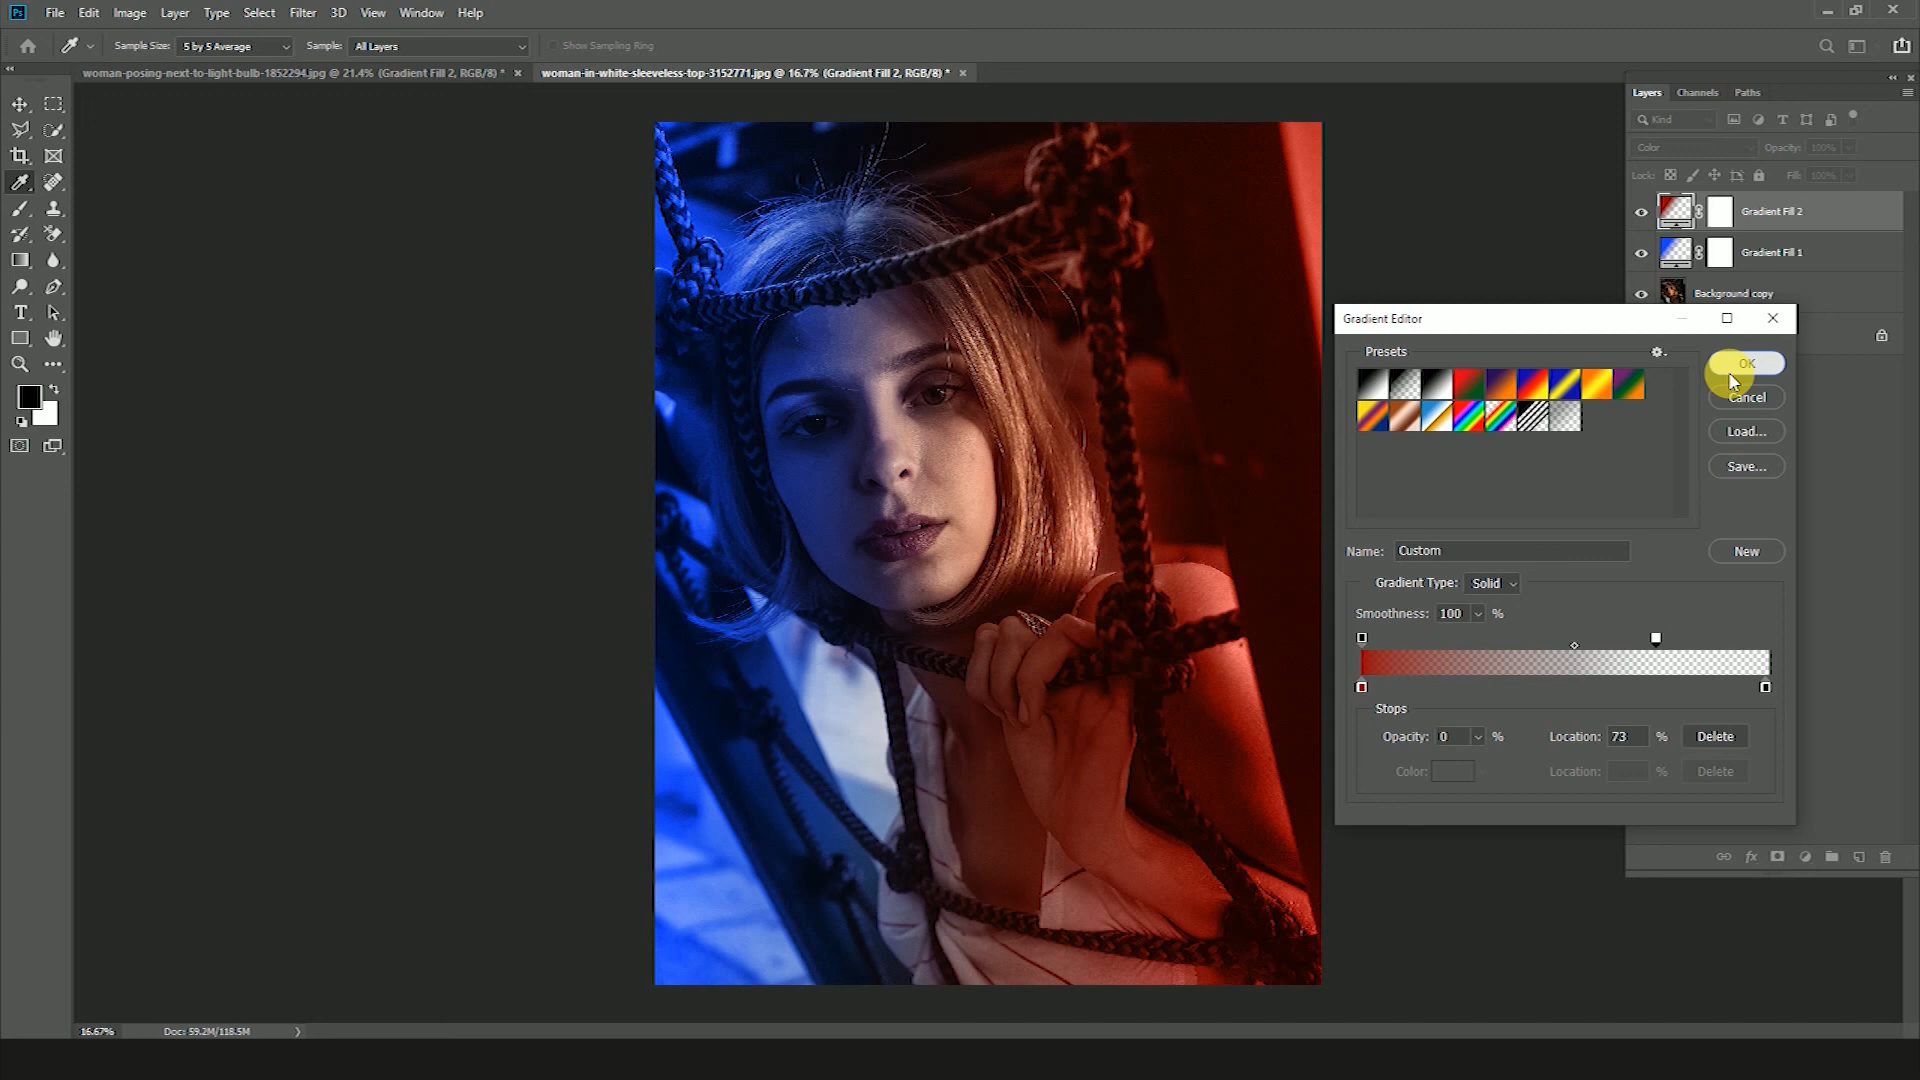 Ps File Edit Image Layer Type Select Filter 3D View Window Help
Sample Size: 5 by 5 Average Sample: All Layers Show Sampling Ring
woman-posing-next-to-light-bulb-1852294.jpg @ 21.4% (Gradient Fill 2, RGB/8) * × woman-in-white-sleeveless-top-3152771.jpg @ 16.7% (Gradient Fill 2, RGB/8) * ×
Layers Channels Paths
Kind
Color Opacity: 100%
Lock: Fill: 100%
Gradient Fill 2
Gradient Fill 1
Background copy
Gradient Editor
Presets
OK
Cancel
Load...
Save...
Name: Custom New
Gradient Type: Solid
Smoothness: 100 %
Stops
Opacity: 0 % Location: 73 % Delete
Color: Location: % Delete
16.67% Doc: 59.2M/118.5M